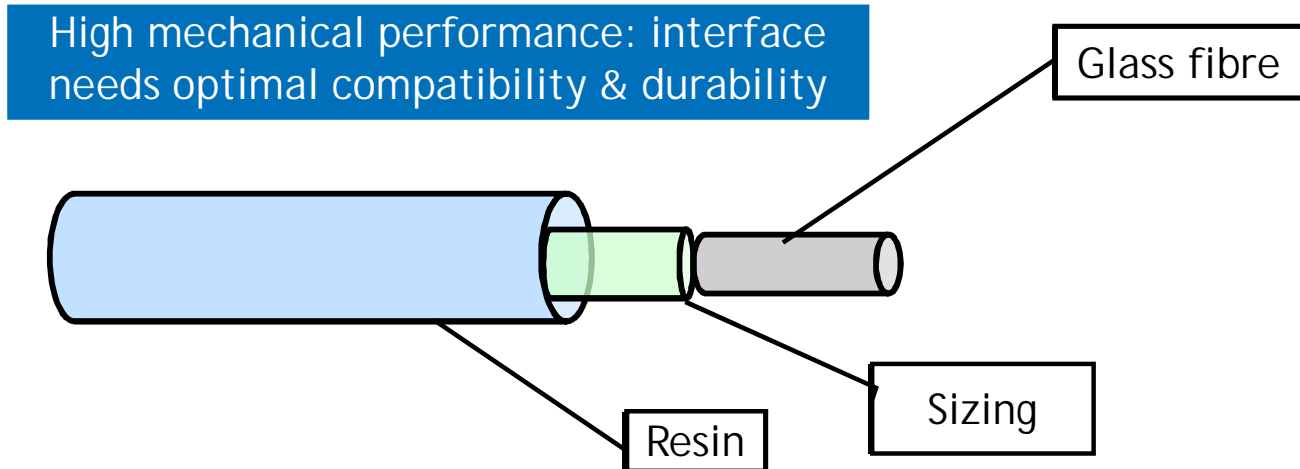 High mechanical performance: interface
needs optimal compatibility & durability
Glass fibre
Sizing
Resin